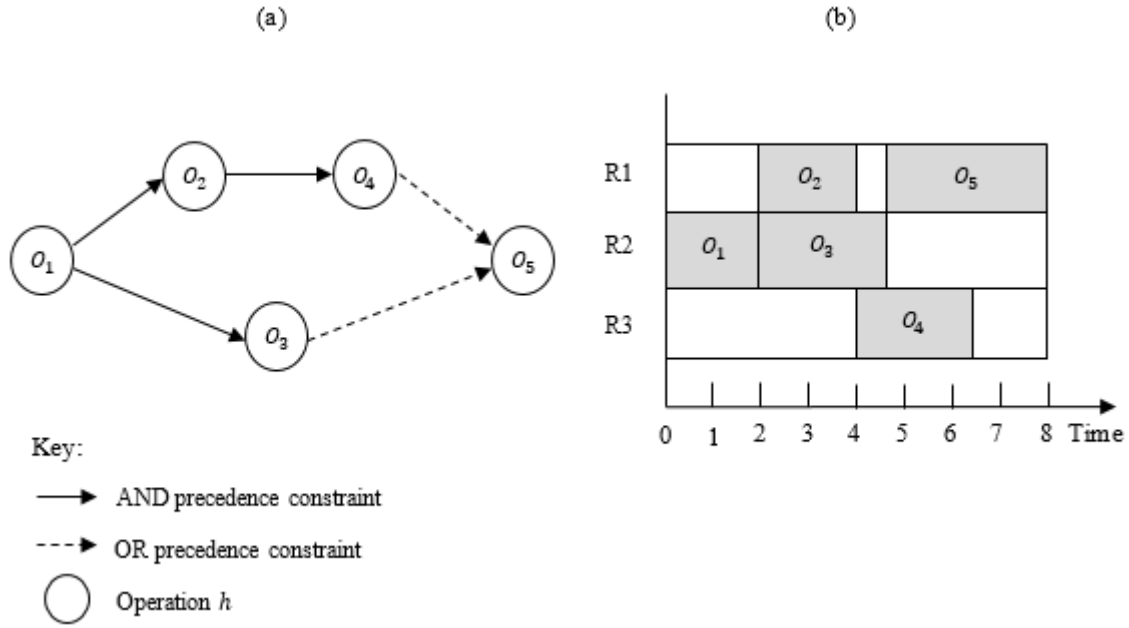 (a)
O₂
O₄
O₁
O₅
O₃
Key:
AND precedence constraint
OR precedence constraint
Operation h
(b)
R1
O₂
O₅
R2
O₁
O₃
R3
O₄
0 1 2 3 4 5 6 7 8 Time